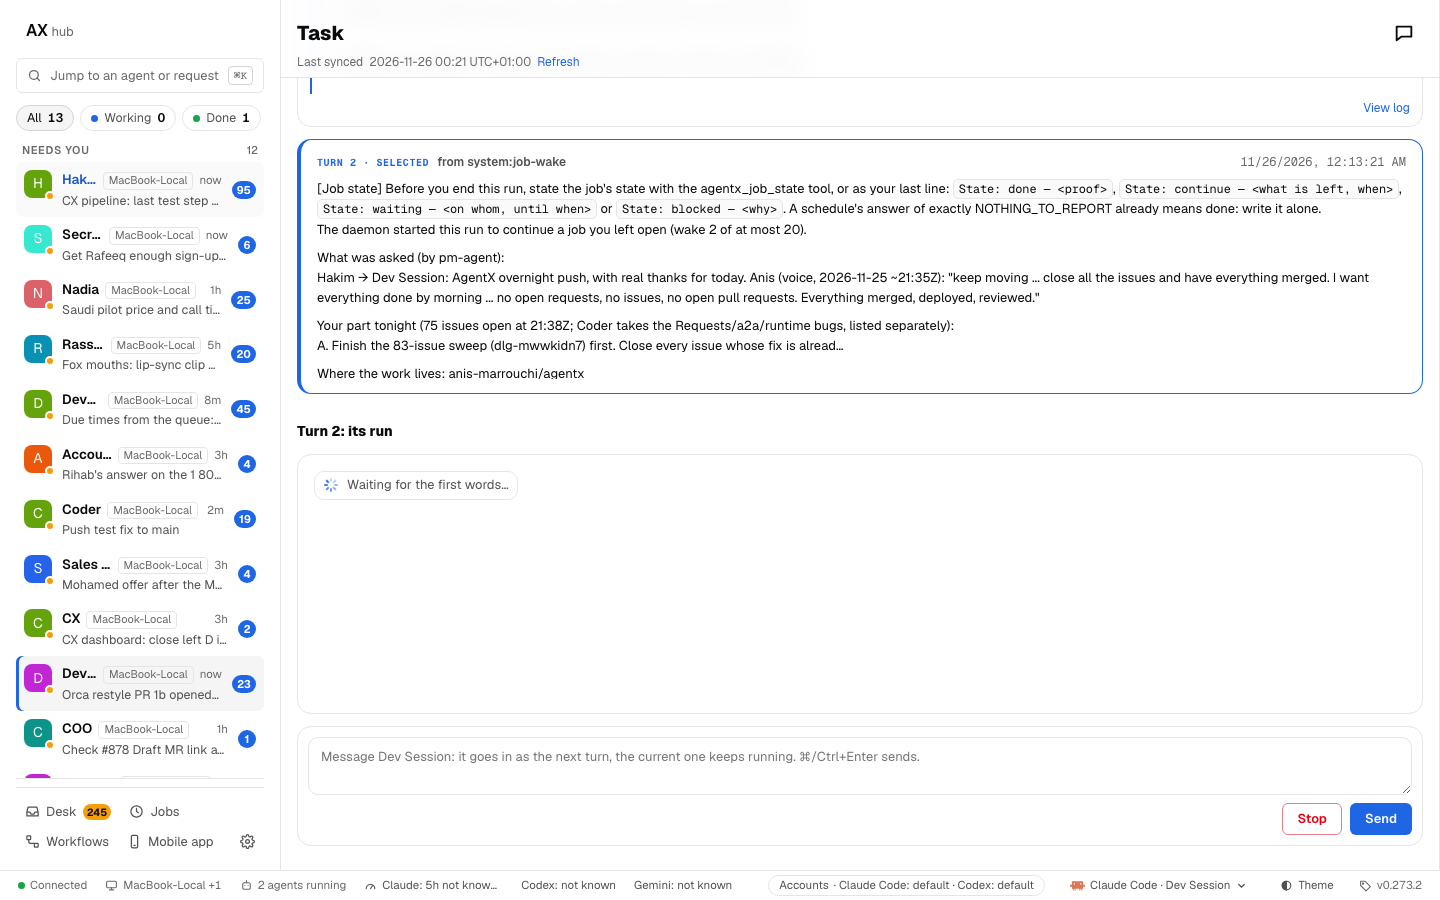 AX hub
Jump to an agent or request ⌘K
All 13
Working 0
Done 1
NEEDS YOU 12
H Hak... MacBook-Local now
CX pipeline: last test step ... 95
S Secr... MacBook-Local now
Get Rafeeq enough sign-up... 6
N Nadia MacBook-Local 1h
Saudi pilot price and call ti... 25
R Rass... MacBook-Local 5h
Fox mouths: lip-sync clip ... 20
D Dev... MacBook-Local 8m
Due times from the queue:... 45
A Accou... MacBook-Local 3h
Rihab's answer on the 1 80... 4
C Coder MacBook-Local 2m
Push test fix to main 19
S Sales ... MacBook-Local 3h
Mohamed offer after the M... 4
C CX MacBook-Local 3h
CX dashboard: close left D i... 2
D Dev... MacBook-Local now
Orca restyle PR 1b opened... 23
C COO MacBook-Local 1h
Check #878 Draft MR link a... 1
Desk 245
Jobs
Workflows
Mobile app
Task
Last synced 2026-11-26 00:21 UTC+01:00 Refresh
View log
TURN 2 · SELECTED from system:job-wake 11/26/2026, 12:13:21 AM
[Job state] Before you end this run, state the job's state with the agentx_job_state tool, or as your last line: State: done — <proof>, State: continue — <what is left, when>,
State: waiting — <on whom, until when> or State: blocked — <why>. A schedule's answer of exactly NOTHING_TO_REPORT already means done: write it alone.
The daemon started this run to continue a job you left open (wake 2 of at most 20).
What was asked (by pm-agent):
Hakim → Dev Session: AgentX overnight push, with real thanks for today. Anis (voice, 2026-11-25 ~21:35Z): "keep moving ... close all the issues and have everything merged. I want
everything done by morning ... no open requests, no issues, no open pull requests. Everything merged, deployed, reviewed."
Your part tonight (75 issues open at 21:38Z; Coder takes the Requests/a2a/runtime bugs, listed separately):
A. Finish the 83-issue sweep (dlg-mwwkidn7) first. Close every issue whose fix is alread...
Where the work lives: anis-marrouchi/agentx
Turn 2: its run
Waiting for the first words...
Message Dev Session: it goes in as the next turn, the current one keeps running. ⌘/Ctrl+Enter sends.
Stop
Send
Connected
MacBook-Local +1
2 agents running
Claude: 5h not know...
Codex: not known
Gemini: not known
Accounts · Claude Code: default · Codex: default
Claude Code · Dev Session
Theme
v0.273.2